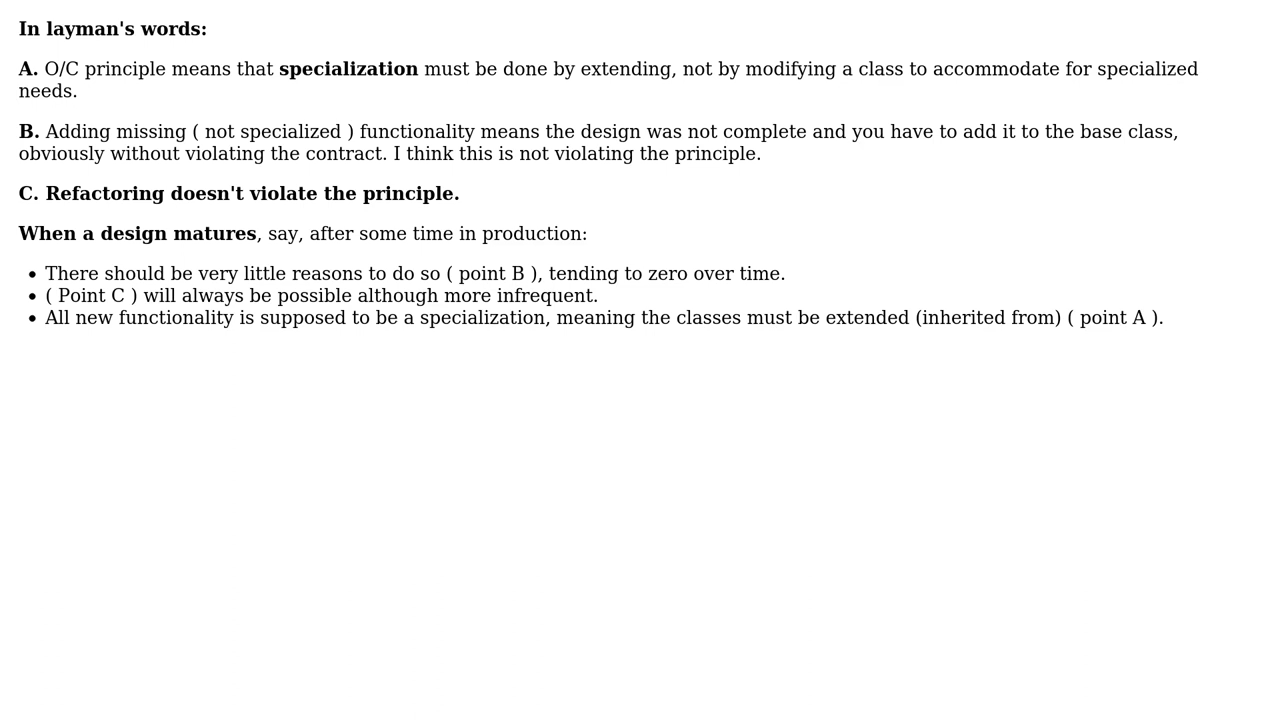 In layman's words:
A. O/C principle means that specialization must be done by extending, not by modifying a class to accommodate for specialized
needs.
B. Adding missing ( not specialized ) functionality means the design was not complete and you have to add it to the base class,
obviously without violating the contract. I think this is not violating the principle.
C. Refactoring doesn't violate the principle.
When a design matures, say, after some time in production:
• There should be very little reasons to do so ( point B ), tending to zero over time.
• ( Point C ) will always be possible although more infrequent.
• All new functionality is supposed to be a specialization, meaning the classes must be extended (inherited from) ( point A ).